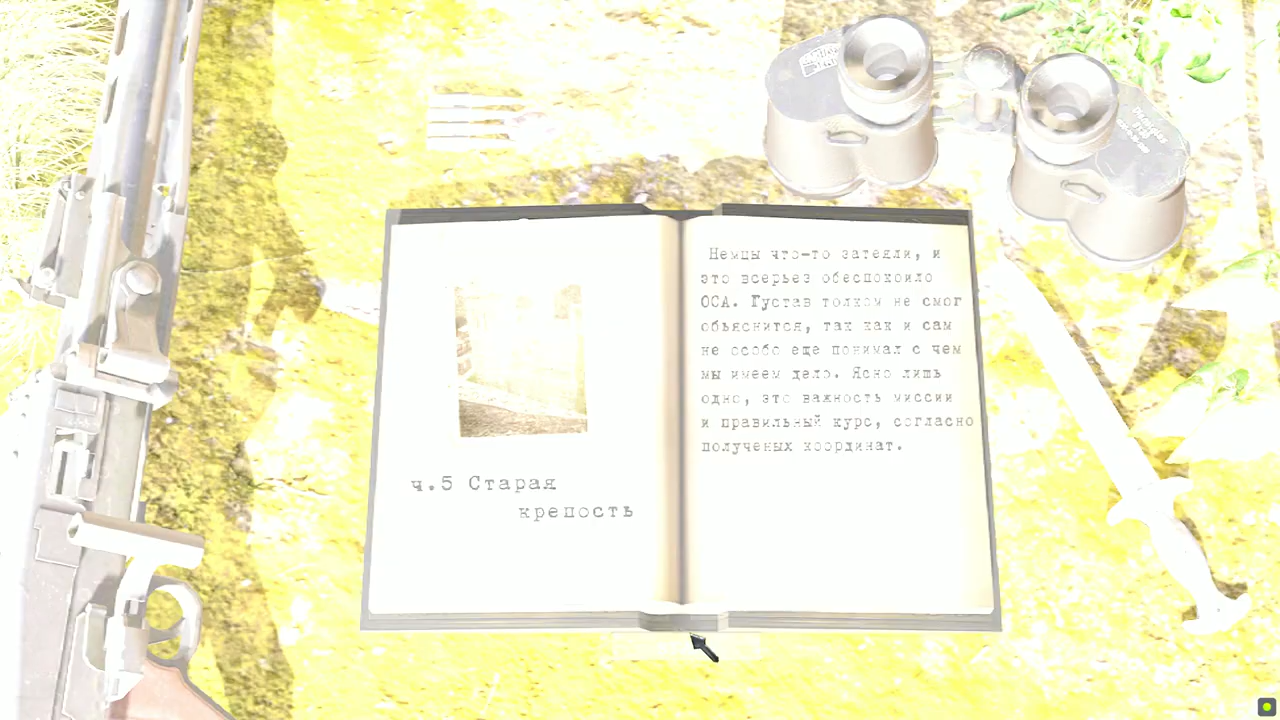 ч.5 Старая
крепость
Немцы что-то затеяли, и
это всерьез обеспокоило
ОСА. Густав толком не смог
объяснится, так как и сам
не особо еще понимал с чем
мы имеем дело. Ясно лишь
одно, это важность миссии
и правильный курс, согласно
полученых координат.